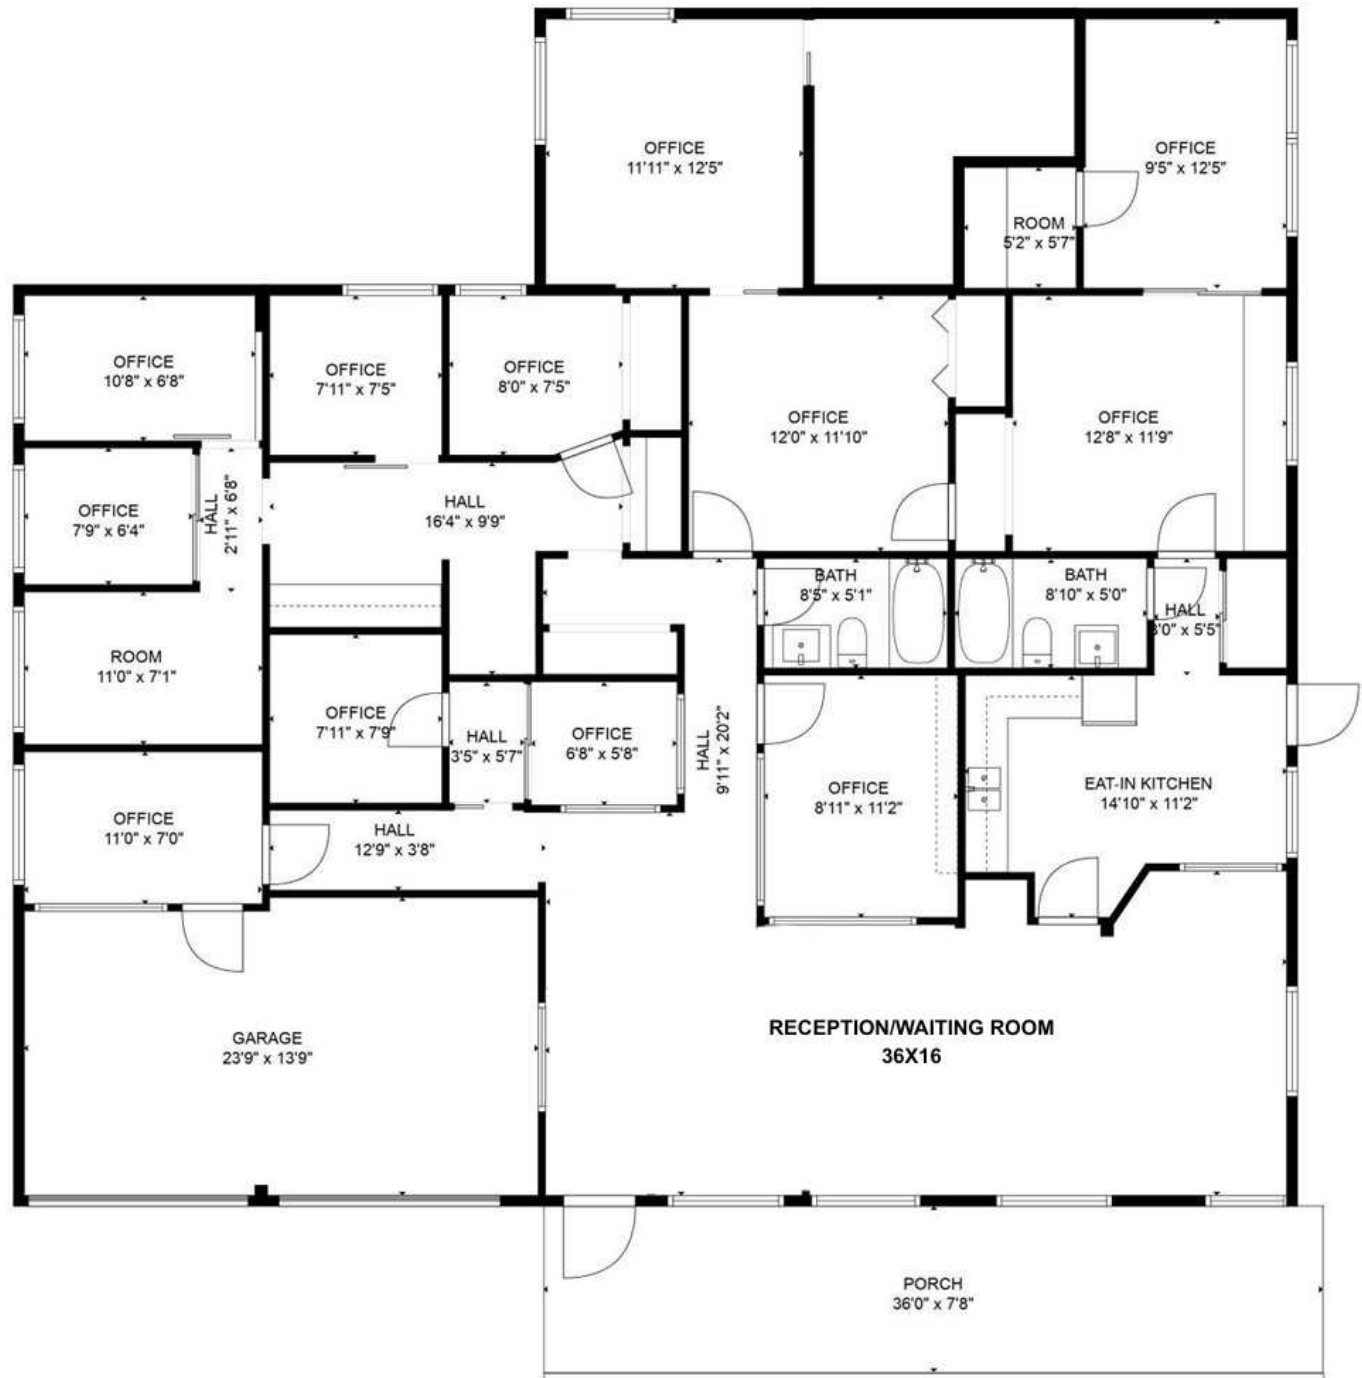 OFFICE
11'11" x 12'5"
OFFICE
9'5" x 12'5"
ROOM
5'2" x 5'7"
OFFICE
10'8" x 6'8"
OFFICE
7'11" x 7'5"
OFFICE
8'0" x 7'5"
OFFICE
12'0" x 11'10"
OFFICE
12'8" x 11'9"
OFFICE
7'9" x 6'4"
HALL
2'11" x 6'8"
HALL
16'4" x 9'9"
BATH
8'5" x 5'1"
BATH
8'10" x 5'0"
HALL
3'0" x 5'5"
ROOM
11'0" x 7'1"
OFFICE
7'11" x 7'9"
HALL
3'5" x 5'7"
OFFICE
6'8" x 5'8"
HALL
9'11" x 20'2"
OFFICE
8'11" x 11'2"
EAT-IN KITCHEN
14'10" x 11'2"
OFFICE
11'0" x 7'0"
HALL
12'9" x 3'8"
GARAGE
23'9" x 13'9"
RECEPTION/WAITING ROOM
36X16
PORCH
36'0" x 7'8"